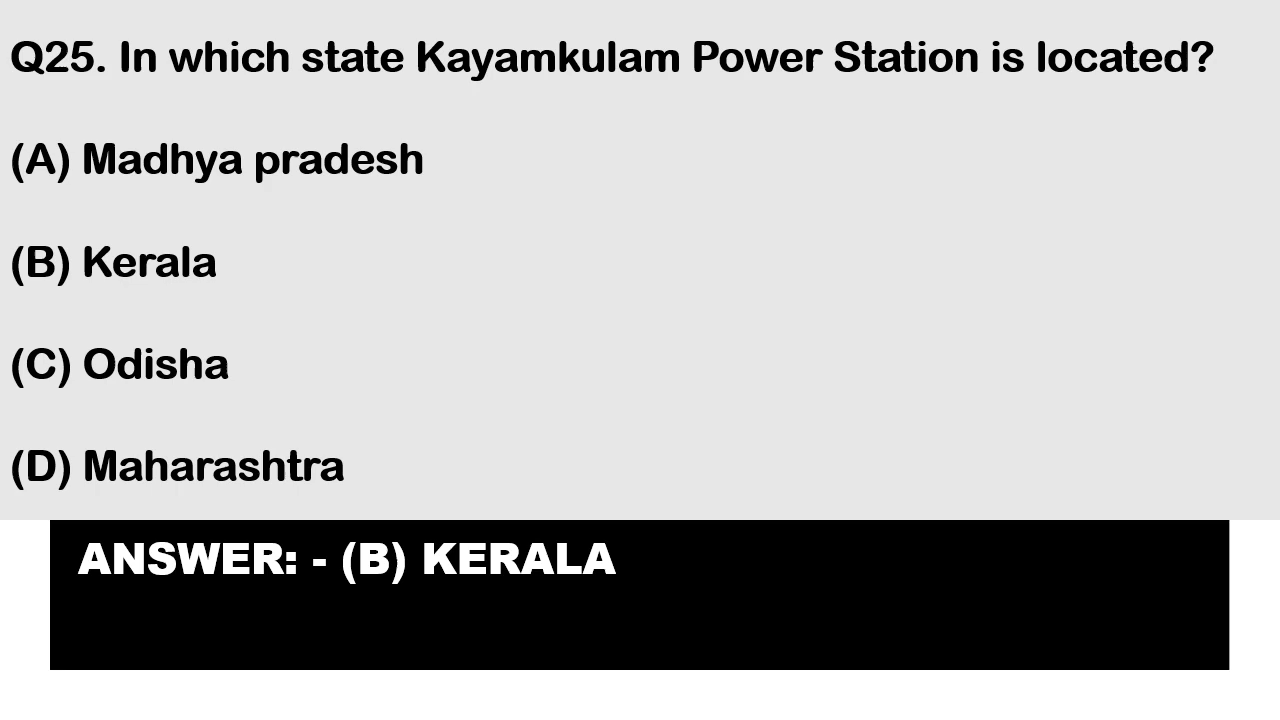 Q25. In which state Kayamkulam Power Station is located?
(A) Madhya pradesh
(B) Kerala
(C) Odisha
(D) Maharashtra
ANSWER: - (B) KERALA